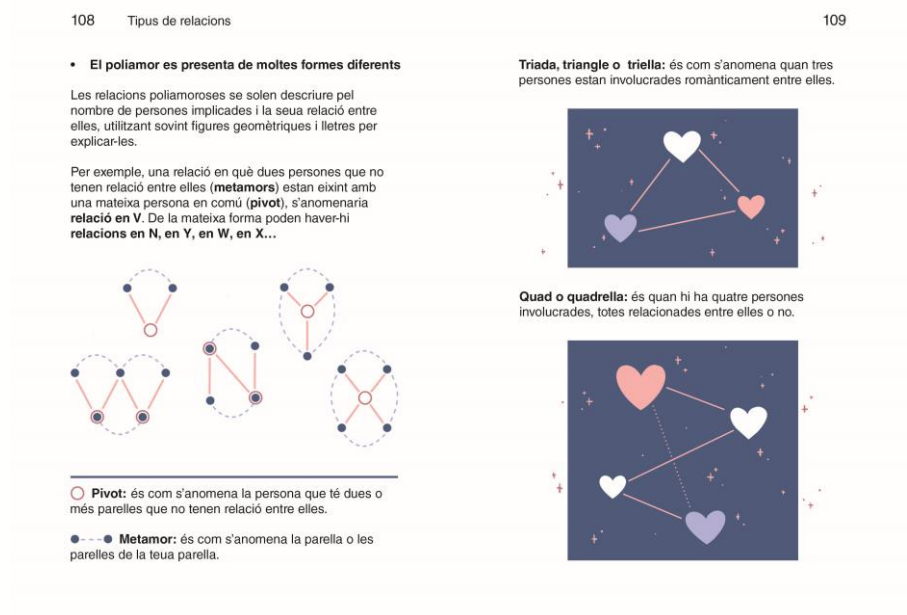 108 Tipus de relacions
• El poliamor es presenta de moltes formes diferents
Les relacions poliamoroses se solen descriure pel
nombre de persones implicades i la seua relació entre
elles, utilitzant sovint figures geomètriques i lletres per
explicar-les.
Per exemple, una relació en què dues persones que no
tenen relació entre elles (metamors) estan eixint amb
una mateixa persona en comú (pivot), s'anomenaria
relació en V. De la mateixa forma poden haver-hi
relacions en N, en Y, en W, en X...
Pivot: és com s'anomena la persona que té dues o
més parelles que no tenen relació entre elles.
Metamor: és com s'anomena la parella o les
parelles de la teua parella.
109
Triada, triangle o triella: és com s'anomena quan tres
persones estan involucrades romànticament entre elles.
Quad o quadrella: és quan hi ha quatre persones
involucrades, totes relacionades entre elles o no.